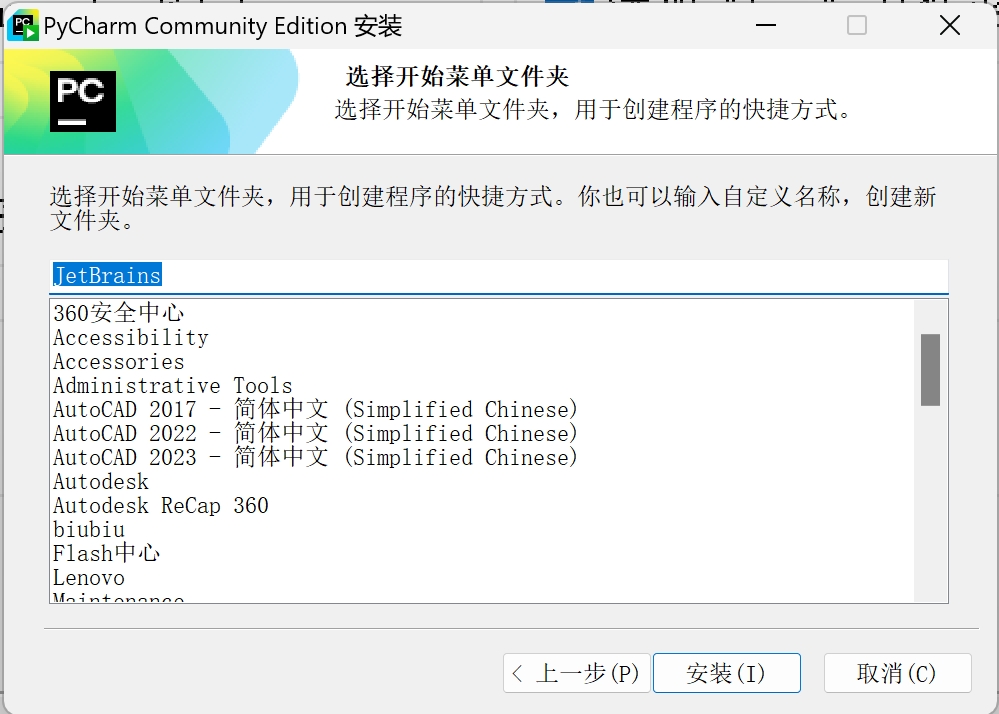 PC
PyCharm Community Edition 安装
PC
选择开始菜单文件夹
选择开始菜单文件夹，用于创建程序的快捷方式。
选择开始菜单文件夹，用于创建程序的快捷方式。你也可以输入自定义名称，创建新
文件夹。
JetBrains
360安全中心
Accessibility
Accessories
Administrative Tools
AutoCAD 2017 - 简体中文 (Simplified Chinese)
AutoCAD 2022 - 简体中文 (Simplified Chinese)
AutoCAD 2023 - 简体中文 (Simplified Chinese)
Autodesk
Autodesk ReCap 360
biubiu
Flash中心
Lenovo
Maintenance
< 上一步(P)
安装(I)
取消(C)